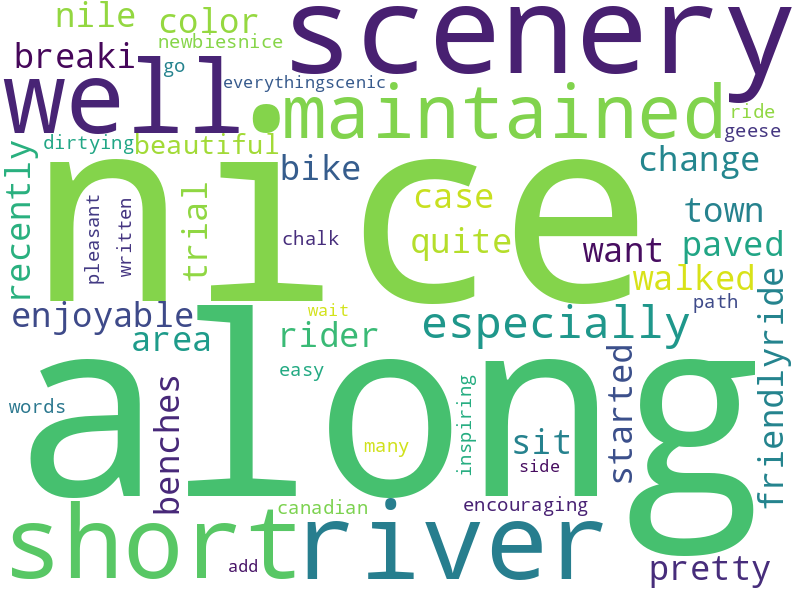 nile
color
scenery
newbiesnice
breaki
go
well
everythingscenic
maintained
ride
geese
dirtying
beautiful
recently
nice
bike
change
trial
case
town
pleasant
written
quite
chalk
want
paved
walked
path
friendlyride
wait
enjoyable
area
rider
especially
along
easy
started
benches
inspiring
words
many
sit
side
canadian
encouraging
short
river
add
pretty